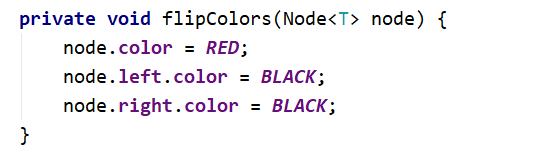 private void flipColors(Node<T> node) {
    node.color = RED;
    node.left.color = BLACK;
    node.right.color = BLACK;
}